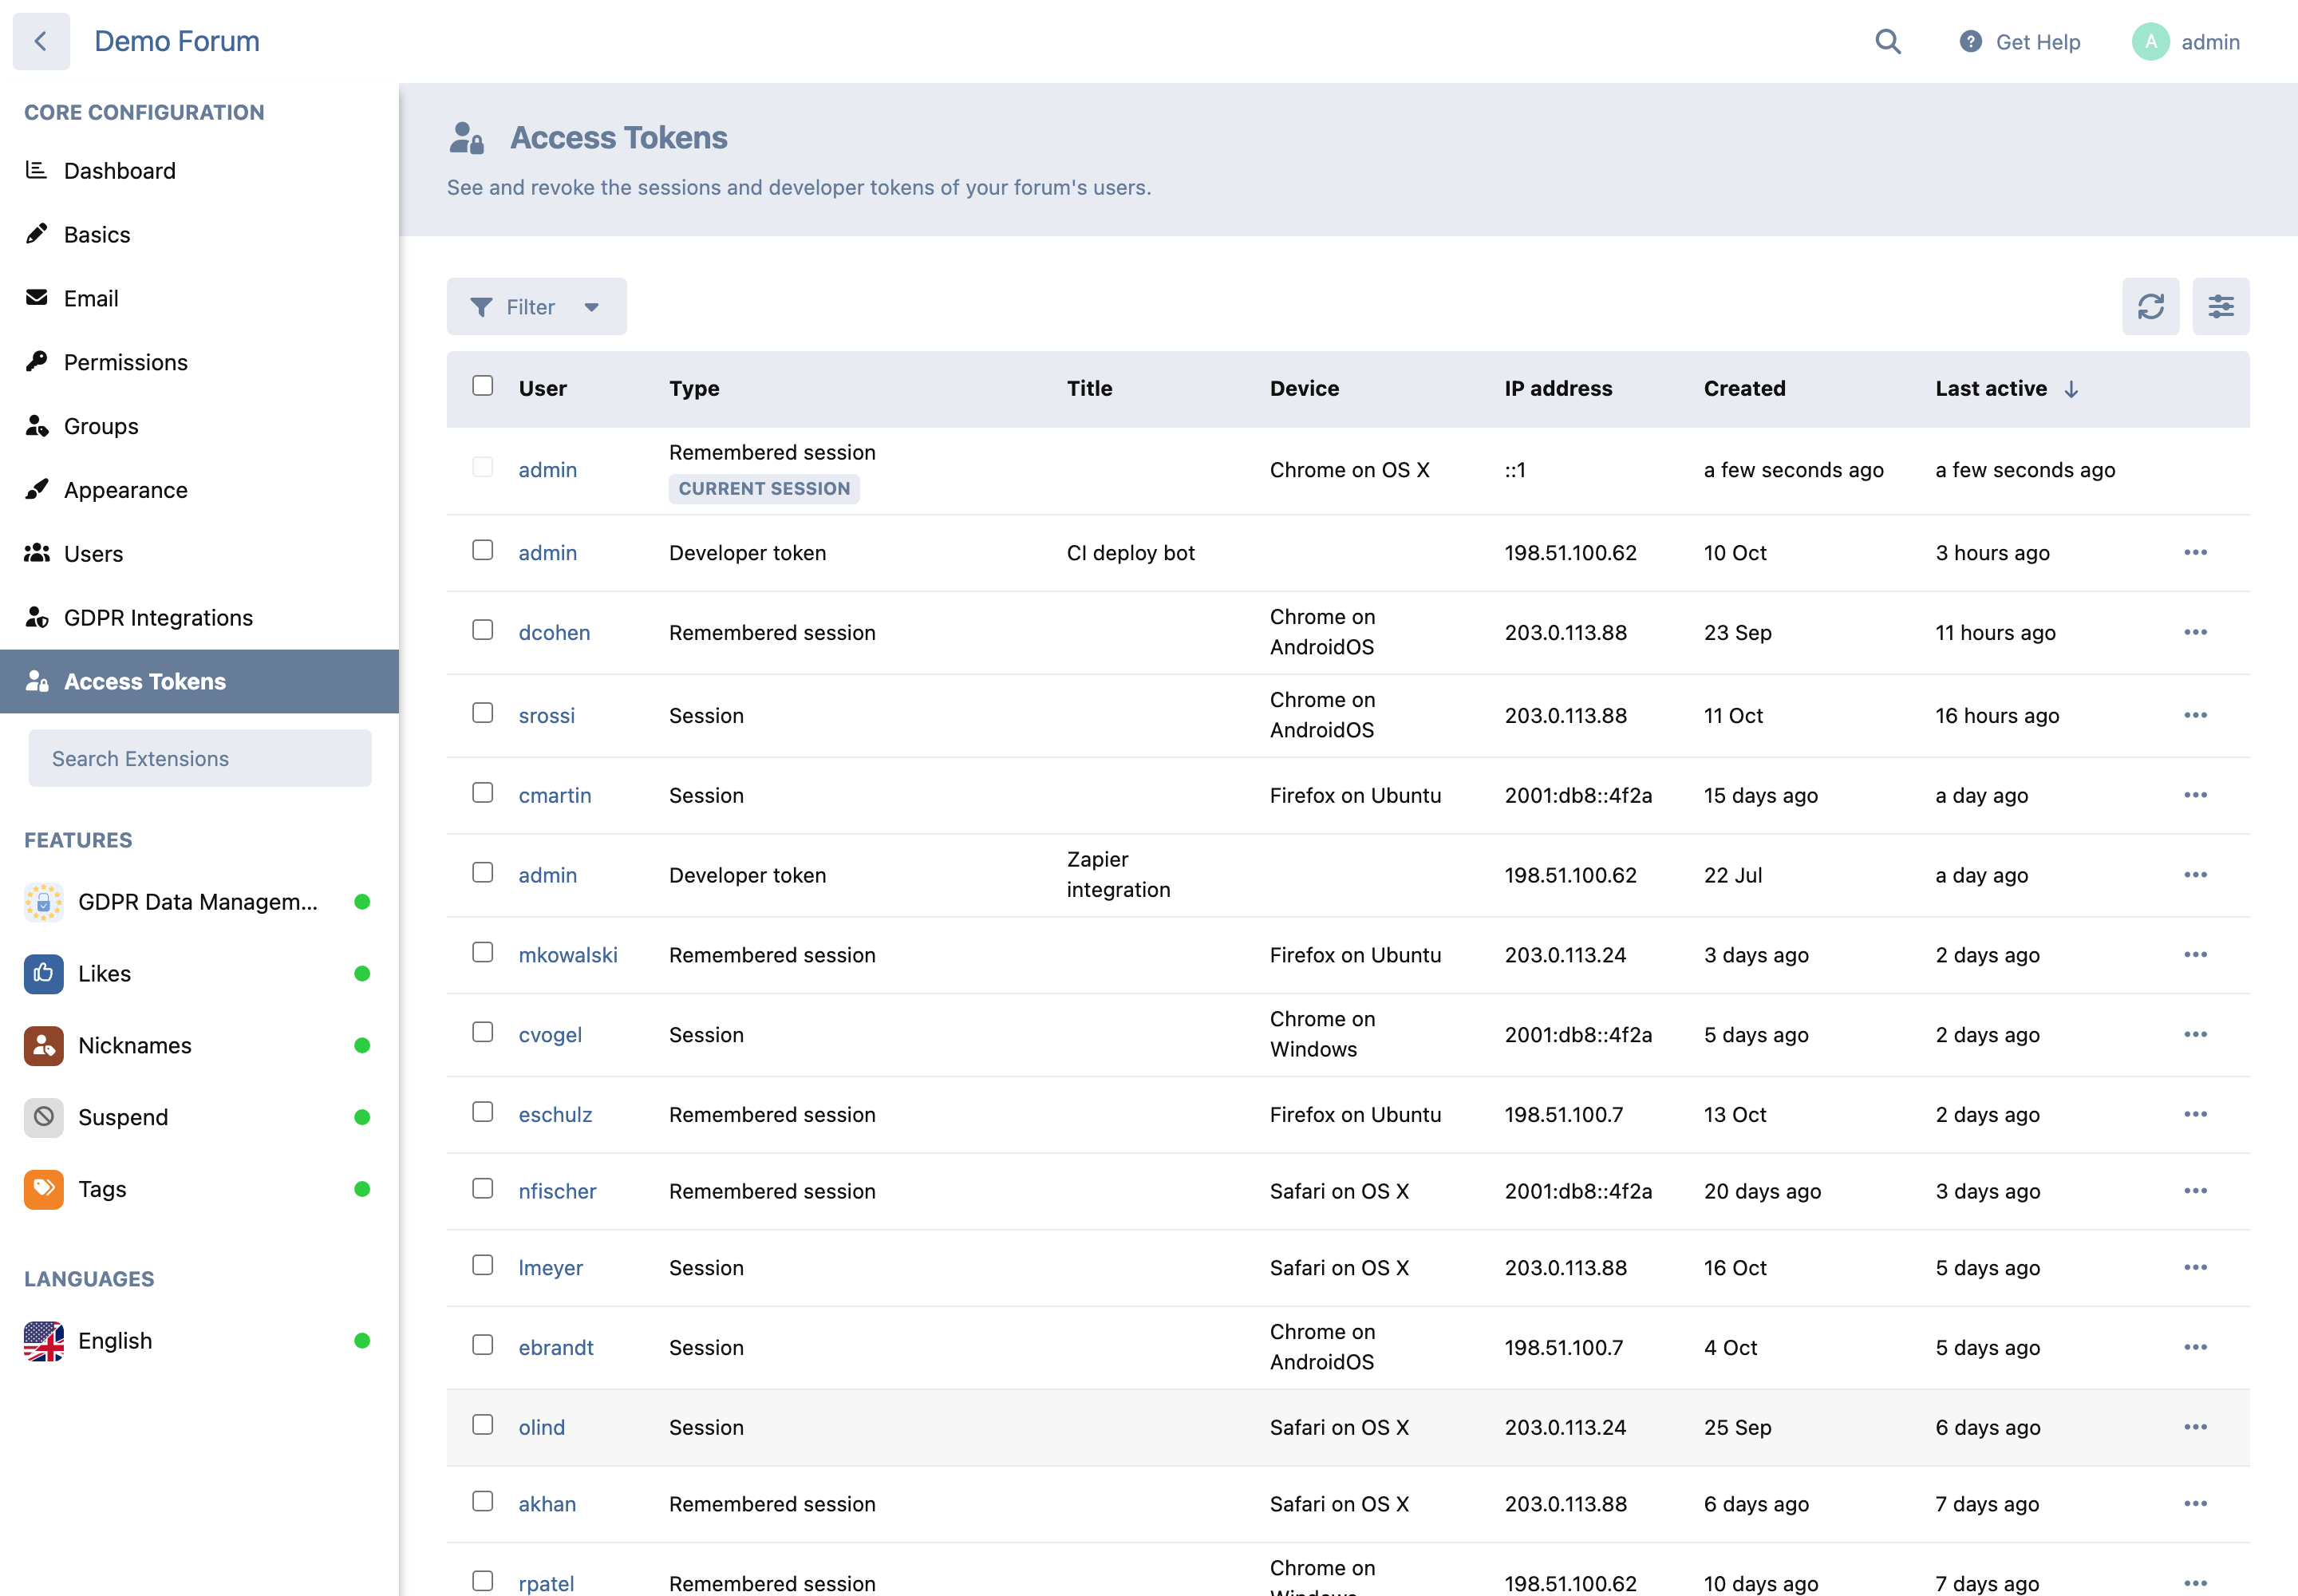 Demo Forum
Get Help
A
admin
CORE CONFIGURATION
Dashboard
Basics
Email
Permissions
Groups
Appearance
Users
GDPR Integrations
Access Tokens
Search Extensions
FEATURES
GDPR Data Managem...
Likes
Nicknames
Suspend
Tags
LANGUAGES
English
Access Tokens
See and revoke the sessions and developer tokens of your forum's users.
Filter
User Type Title Device IP address Created Last active
admin Remembered session CURRENT SESSION Chrome on OS X ::1 a few seconds ago a few seconds ago
admin Developer token CI deploy bot 198.51.100.62 10 Oct 3 hours ago
dcohen Remembered session Chrome on AndroidOS 203.0.113.88 23 Sep 11 hours ago
srossi Session Chrome on AndroidOS 203.0.113.88 11 Oct 16 hours ago
cmartin Session Firefox on Ubuntu 2001:db8::4f2a 15 days ago a day ago
admin Developer token Zapier integration 198.51.100.62 22 Jul a day ago
mkowalski Remembered session Firefox on Ubuntu 203.0.113.24 3 days ago 2 days ago
cvogel Session Chrome on Windows 2001:db8::4f2a 5 days ago 2 days ago
eschulz Remembered session Firefox on Ubuntu 198.51.100.7 13 Oct 2 days ago
nfischer Remembered session Safari on OS X 2001:db8::4f2a 20 days ago 3 days ago
lmeyer Session Safari on OS X 203.0.113.88 16 Oct 5 days ago
ebrandt Session Chrome on AndroidOS 198.51.100.7 4 Oct 5 days ago
olind Session Safari on OS X 203.0.113.24 25 Sep 6 days ago
akhan Remembered session Safari on OS X 203.0.113.88 6 days ago 7 days ago
rpatel Remembered session Chrome on 198.51.100.62 10 days ago 7 days ago